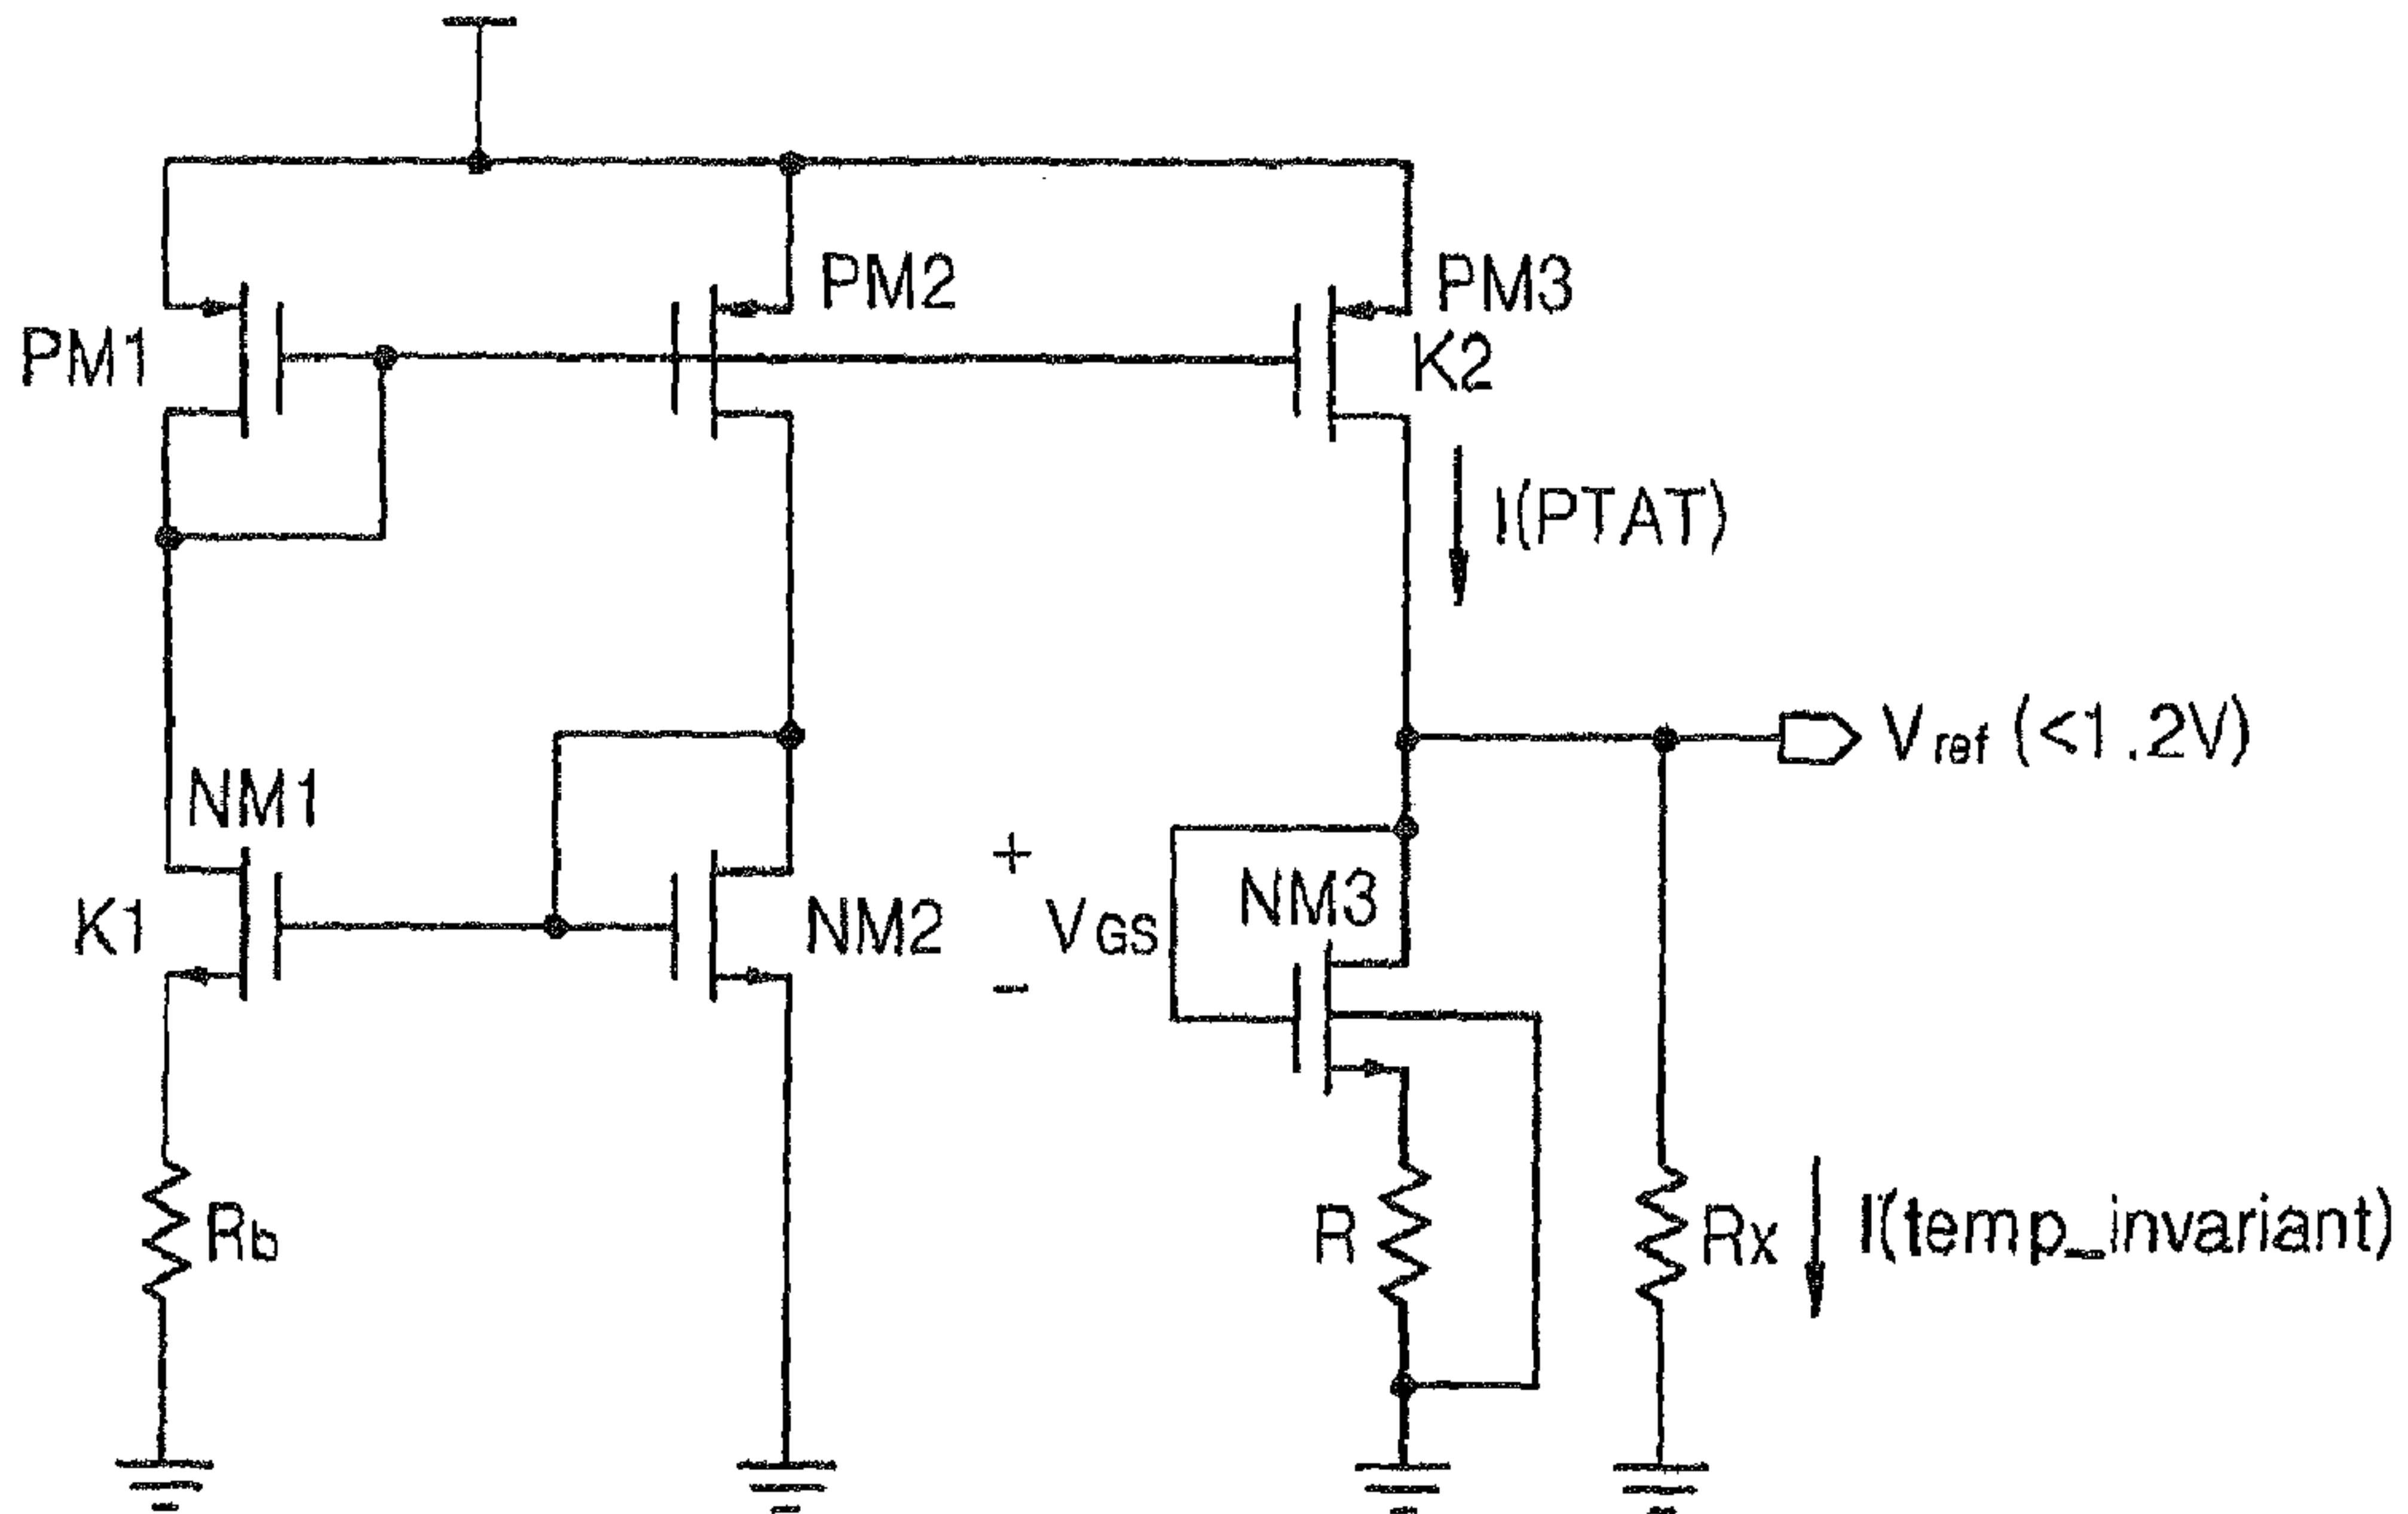 PM1
PM2
PM3
K2
I(PTAT)
Vref (<1.2V)
NM1
K1
NM2
+
VGS
-
NM3
Rb
R
Rx
I(temp_invariant)